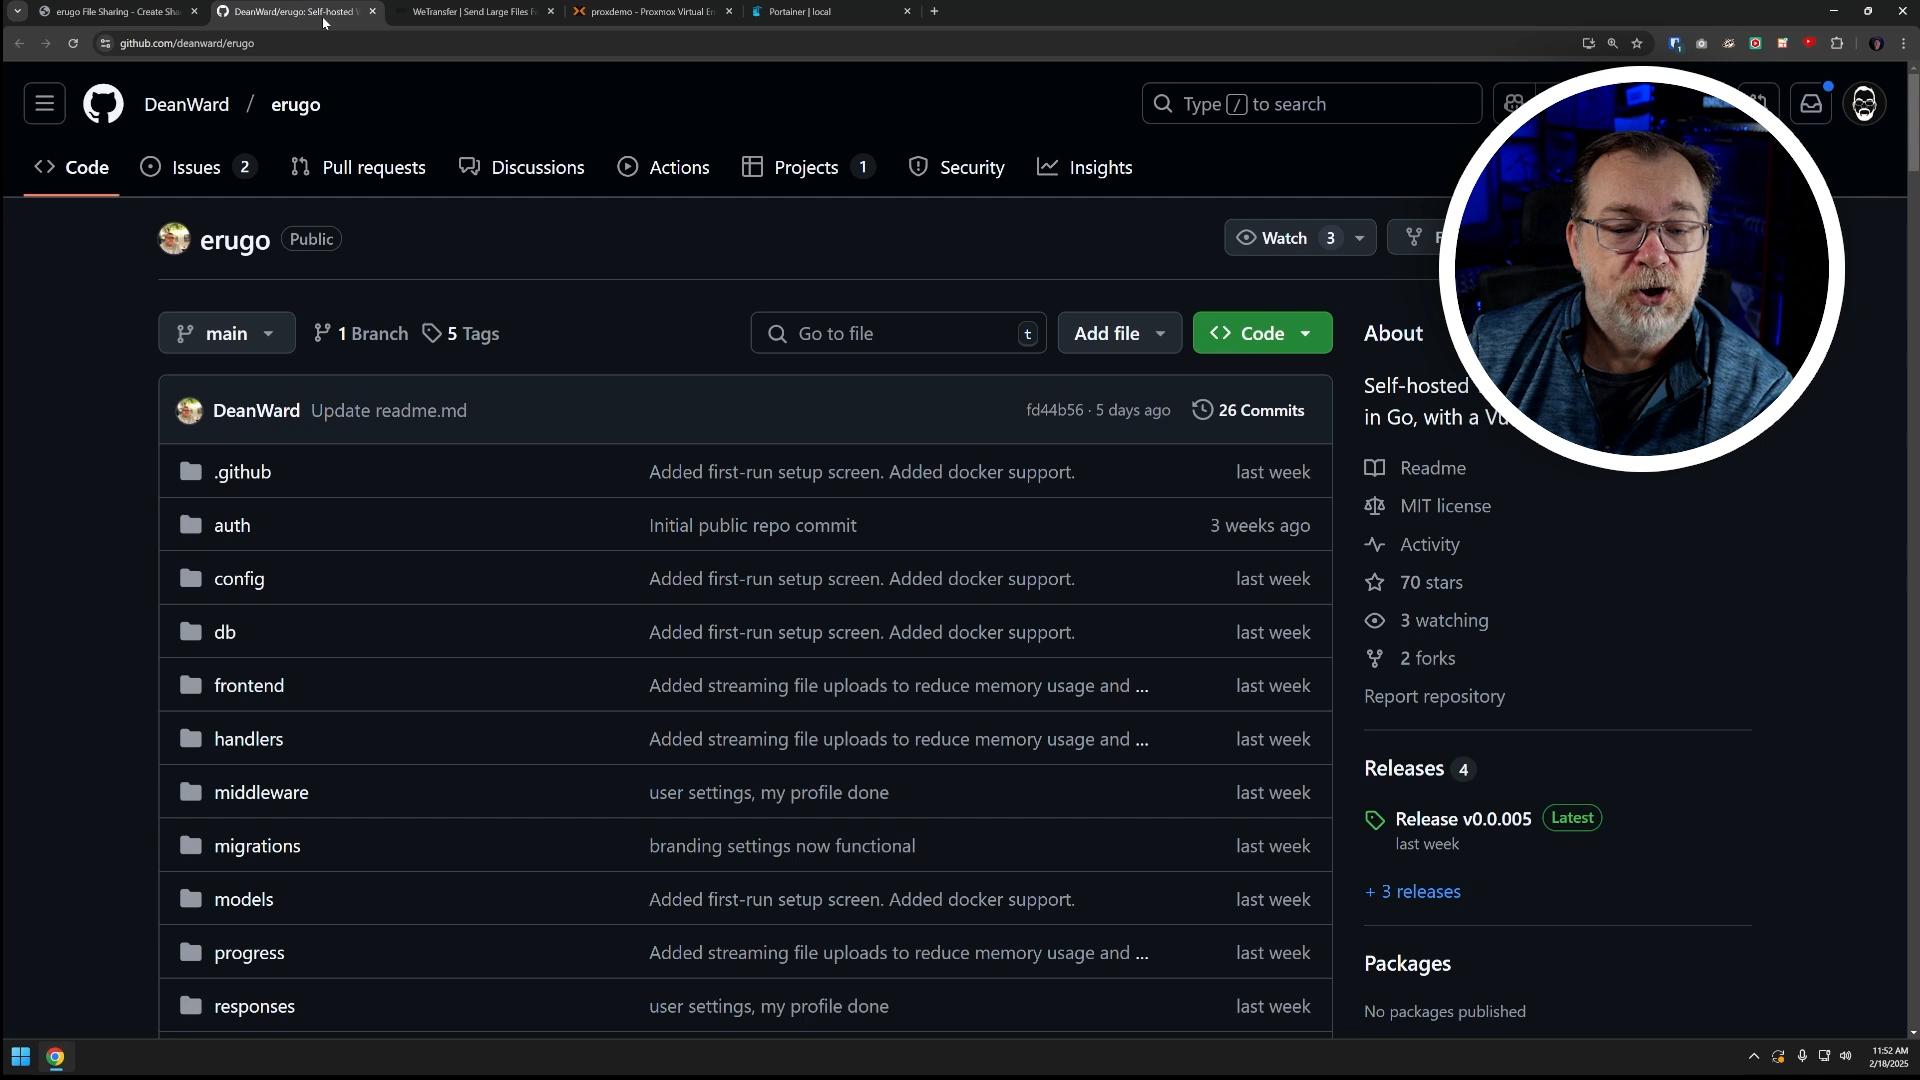 erugo File Sharing - Create Sha
DeanWard/erugo: Self-hosted
WeTransfer | Send Large Files F
proxdemo - Proxmox Virtual En
Portainer | local
github.com/deanward/erugo
DeanWard / erugo
Type / to search
Code
Issues 2
Pull requests
Discussions
Actions
Projects 1
Security
Insights
erugo Public
Watch 3
main
1 Branch
5 Tags
Go to file t
Add file
Code
About
Self-hosted
in Go, with a Vu
DeanWard Update readme.md fd44b56 · 5 days ago 26 Commits
.github Added first-run setup screen. Added docker support. last week
auth Initial public repo commit 3 weeks ago
config Added first-run setup screen. Added docker support. last week
db Added first-run setup screen. Added docker support. last week
frontend Added streaming file uploads to reduce memory usage and ... last week
handlers Added streaming file uploads to reduce memory usage and ... last week
middleware user settings, my profile done last week
migrations branding settings now functional last week
models Added first-run setup screen. Added docker support. last week
progress Added streaming file uploads to reduce memory usage and ... last week
responses user settings, my profile done last week
Readme
MIT license
Activity
70 stars
3 watching
2 forks
Report repository
Releases 4
Release v0.0.005 Latest
last week
+ 3 releases
Packages
No packages published
11:52 AM
2/18/2025